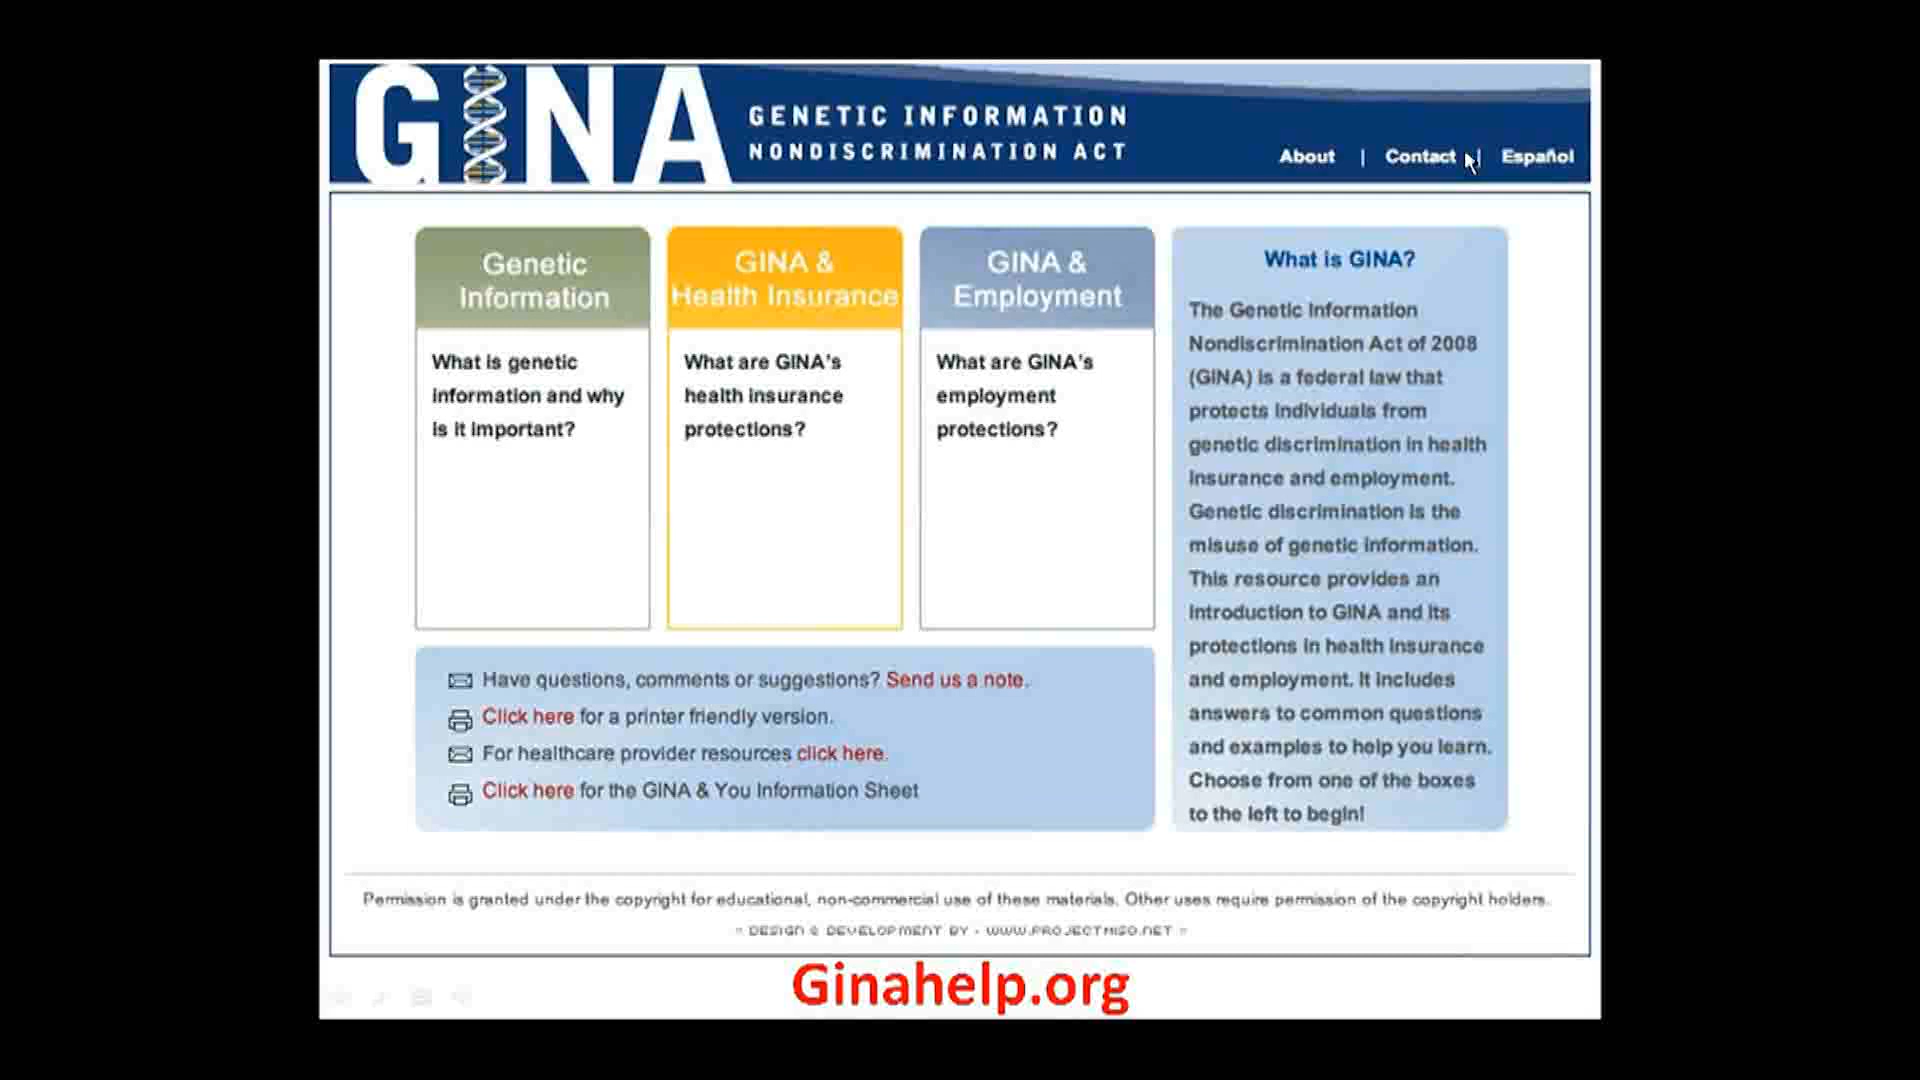 GINA
GENETIC INFORMATION
NONDISCRIMINATION ACT
About | Contact | Español
Genetic
Information
What is genetic
information and why
is it important?
GINA &
Health Insurance
What are GINA's
health insurance
protections?
GINA &
Employment
What are GINA's
employment
protections?
What is GINA?
The Genetic Information
Nondiscrimination Act of 2008
(GINA) is a federal law that
protects individuals from
genetic discrimination in health
insurance and employment.
Genetic discrimination is the
misuse of genetic information.
This resource provides an
introduction to GINA and its
protections in health insurance
and employment. It includes
answers to common questions
and examples to help you learn.
Choose from one of the boxes
to the left to begin!
Have questions, comments or suggestions? Send us a note.
Click here for a printer friendly version.
For healthcare provider resources click here.
Click here for the GINA & You Information Sheet
Permission is granted under the copyright for educational, non-commercial use of these materials. Other uses require permission of the copyright holders.
DESIGN & DEVELOPMENT BY - WWW.PROJECTMISO.NET
Ginahelp.org